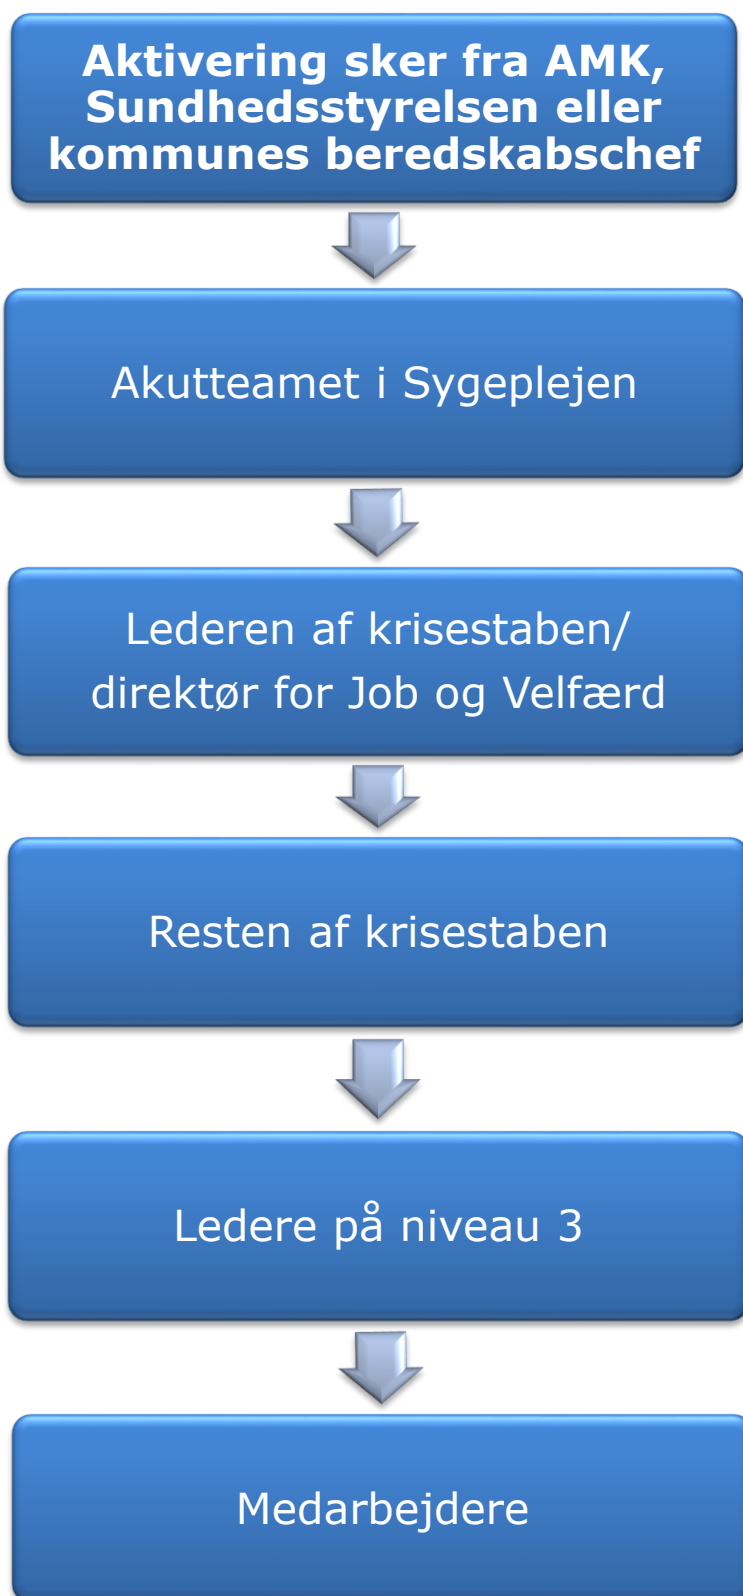 Aktivering sker fra AMK,
Sundhedsstyrelsen eller
kommunes beredskabschef
Akutteamet i Sygeplejen
Lederen af krisestaben/
direktør for Job og Velfærd
Resten af krisestaben
Ledere på niveau 3
Medarbejdere